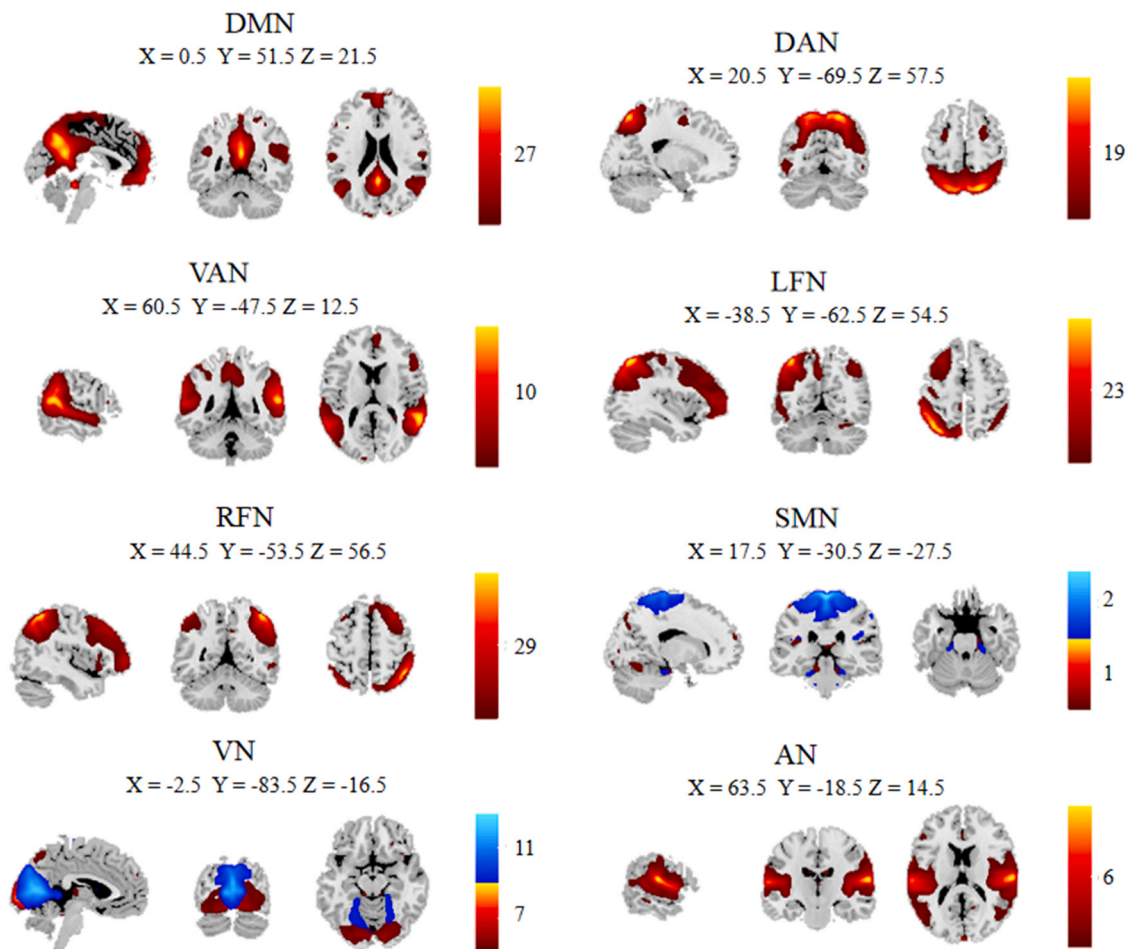 DMN
X = 0.5 Y = 51.5 Z = 21.5
27
DAN
X = 20.5 Y = -69.5 Z = 57.5
19
VAN
X = 60.5 Y = -47.5 Z = 12.5
10
LFN
X = -38.5 Y = -62.5 Z = 54.5
23
RFN
X = 44.5 Y = -53.5 Z = 56.5
29
SMN
X = 17.5 Y = -30.5 Z = -27.5
2
1
VN
X = -2.5 Y = -83.5 Z = -16.5
11
7
AN
X = 63.5 Y = -18.5 Z = 14.5
6